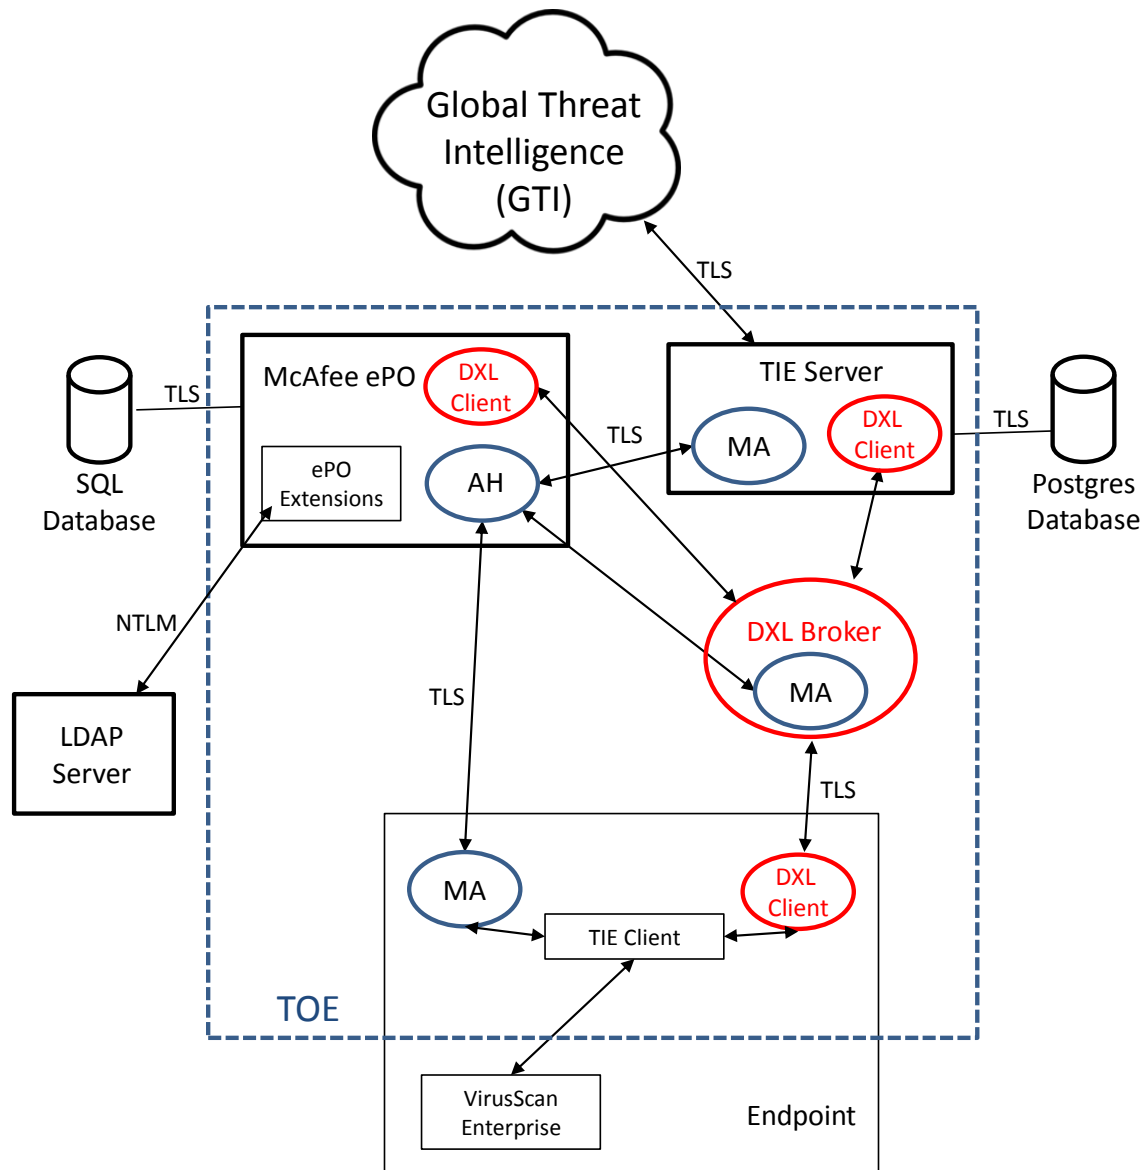 Global Threat
Intelligence
(GTI)
TLS
McAfee ePO
DXL
Client
TIE Server
TLS
TLS
MA
DXL
Client
TLS
ePO
Extensions
AH
SQL
Database
Postgres
Database
NTLM
DXL Broker
MA
TLS
LDAP
Server
TLS
MA
DXL
Client
TIE Client
TOE
VirusScan
Enterprise
Endpoint